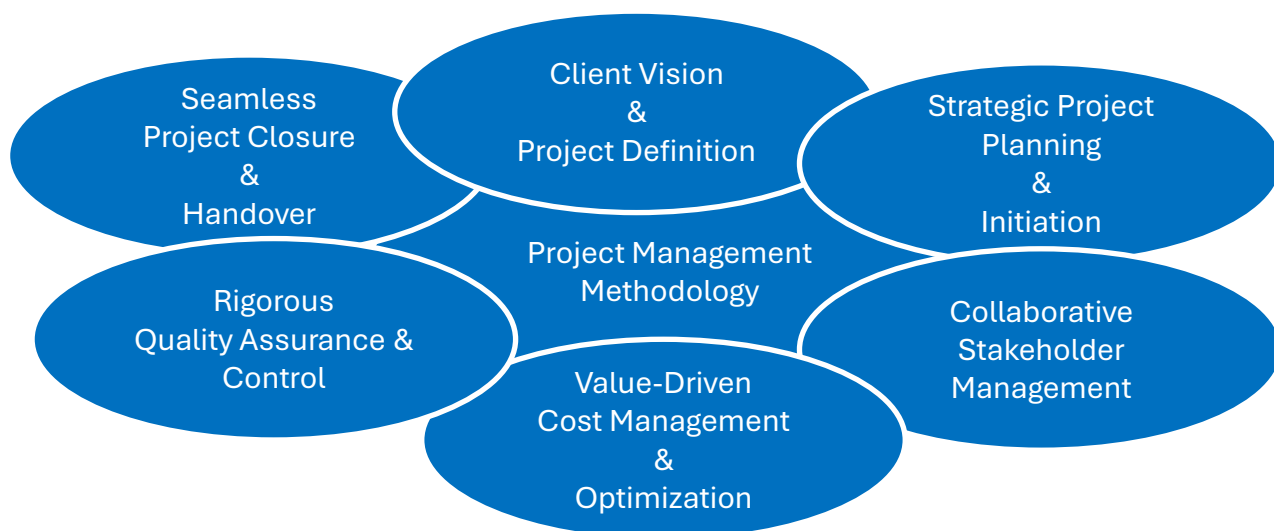 Client Vision
&
Project Definition
Strategic Project
Planning
&
Initiation
Collaborative
Stakeholder
Management
Value-Driven
Cost Management
&
Optimization
Rigorous
Quality Assurance &
Control
Seamless
Project Closure
&
Handover
Project Management
Methodology